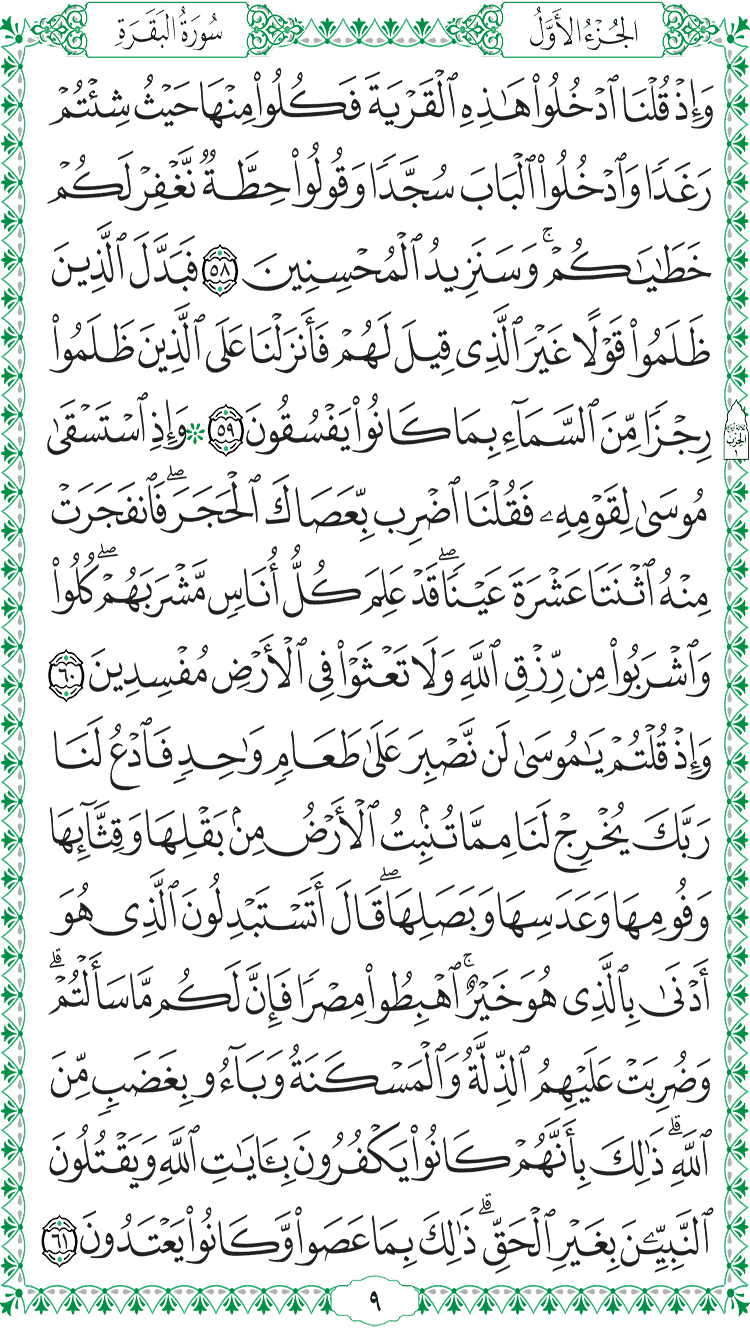 الجُزْءُ الأَوَّلُ
سُورَةُ البَقَرَةِ
وَإِذۡ قُلۡنَا ٱدۡخُلُواْ هَٰذِهِ ٱلۡقَرۡيَةَ فَكُلُواْ مِنۡهَا حَيۡثُ شِئۡتُمۡ
رَغَدٗا وَٱدۡخُلُواْ ٱلۡبَابَ سُجَّدٗا وَقُولُواْ حِطَّةٞ نَّغۡفِرۡ لَكُمۡ
خَطَٰيَٰكُمۡۚ وَسَنَزِيدُ ٱلۡمُحۡسِنِينَ ٥٨ فَبَدَّلَ ٱلَّذِينَ
ظَلَمُواْ قَوۡلًا غَيۡرَ ٱلَّذِي قِيلَ لَهُمۡ فَأَنزَلۡنَا عَلَى ٱلَّذِينَ ظَلَمُواْ
رِجۡزٗا مِّنَ ٱلسَّمَآءِ بِمَا كَانُواْ يَفۡسُقُونَ ٥٩ ۞ وَإِذِ ٱسۡتَسۡقَىٰ
مُوسَىٰ لِقَوۡمِهِۦ فَقُلۡنَا ٱضۡرِب بِّعَصَاكَ ٱلۡحَجَرَۖ فَٱنفَجَرَتۡ
مِنۡهُ ٱثۡنَتَا عَشۡرَةَ عَيۡنٗاۖ قَدۡ عَلِمَ كُلُّ أُنَاسٖ مَّشۡرَبَهُمۡۖ كُلُواْ
وَٱشۡرَبُواْ مِن رِّزۡقِ ٱللَّهِ وَلَا تَعۡثَوۡاْ فِي ٱلۡأَرۡضِ مُفۡسِدِينَ ٦٠
وَإِذۡ قُلۡتُمۡ يَٰمُوسَىٰ لَن نَّصۡبِرَ عَلَىٰ طَعَامٖ وَٰحِدٖ فَٱدۡعُ لَنَا
رَبَّكَ يُخۡرِجۡ لَنَا مِمَّا تُنۢبِتُ ٱلۡأَرۡضُ مِنۢ بَقۡلِهَا وَقِثَّآئِهَا
وَفُومِهَا وَعَدَسِهَا وَبَصَلِهَاۖ قَالَ أَتَسۡتَبۡدِلُونَ ٱلَّذِي هُوَ
أَدۡنَىٰ بِٱلَّذِي هُوَ خَيۡرٌۚ ٱهۡبِطُواْ مِصۡرٗا فَإِنَّ لَكُم مَّا سَأَلۡتُمۡۗ
وَضُرِبَتۡ عَلَيۡهِمُ ٱلذِّلَّةُ وَٱلۡمَسۡكَنَةُ وَبَآءُو بِغَضَبٖ مِّنَ
ٱللَّهِۗ ذَٰلِكَ بِأَنَّهُمۡ كَانُواْ يَكۡفُرُونَ بِـَٔايَٰتِ ٱللَّهِ وَيَقۡتُلُونَ
ٱلنَّبِيِّـۧنَ بِغَيۡرِ ٱلۡحَقِّۗ ذَٰلِكَ بِمَا عَصَواْ وَّكَانُواْ يَعۡتَدُونَ ٦١
٩